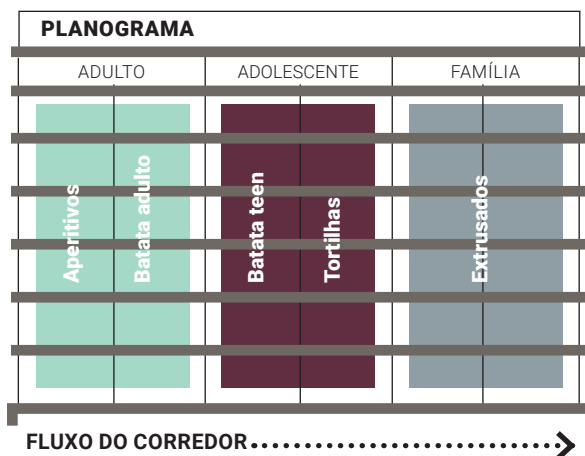 PLANOGRAMA
ADULTO
ADOLESCENTE
FAMÍLIA
Aperitivos
Batata adulto
Batata teen
Tortilhas
Extrusados
FLUXO DO CORREDOR